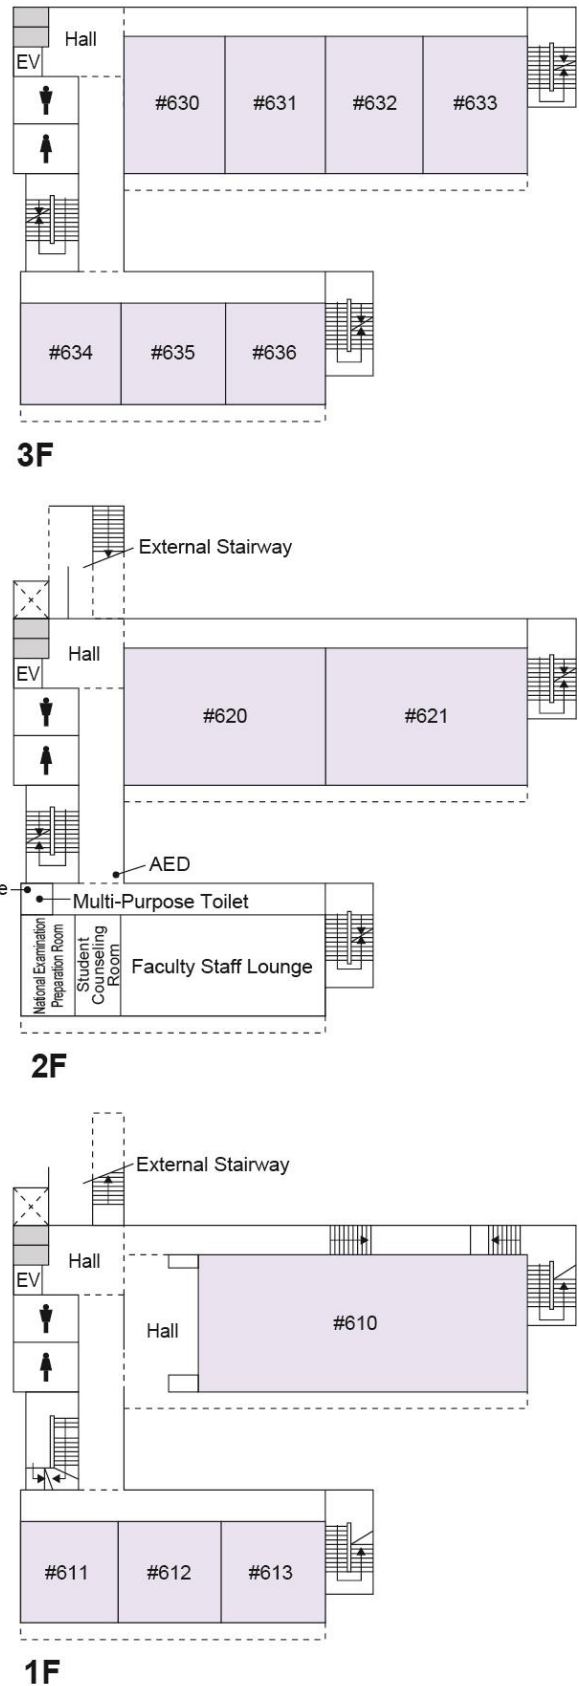 Hall
EV
#630
#631
#632
#633
#634
#635
#636
3F
External Stairway
Hall
EV
#620
#621
AED
Multi-Purpose Toilet
National Examination
Preparation Room
Student
Counseling
Room
Faculty Staff Lounge
2F
External Stairway
Hall
EV
Hall
#610
#611
#612
#613
1F